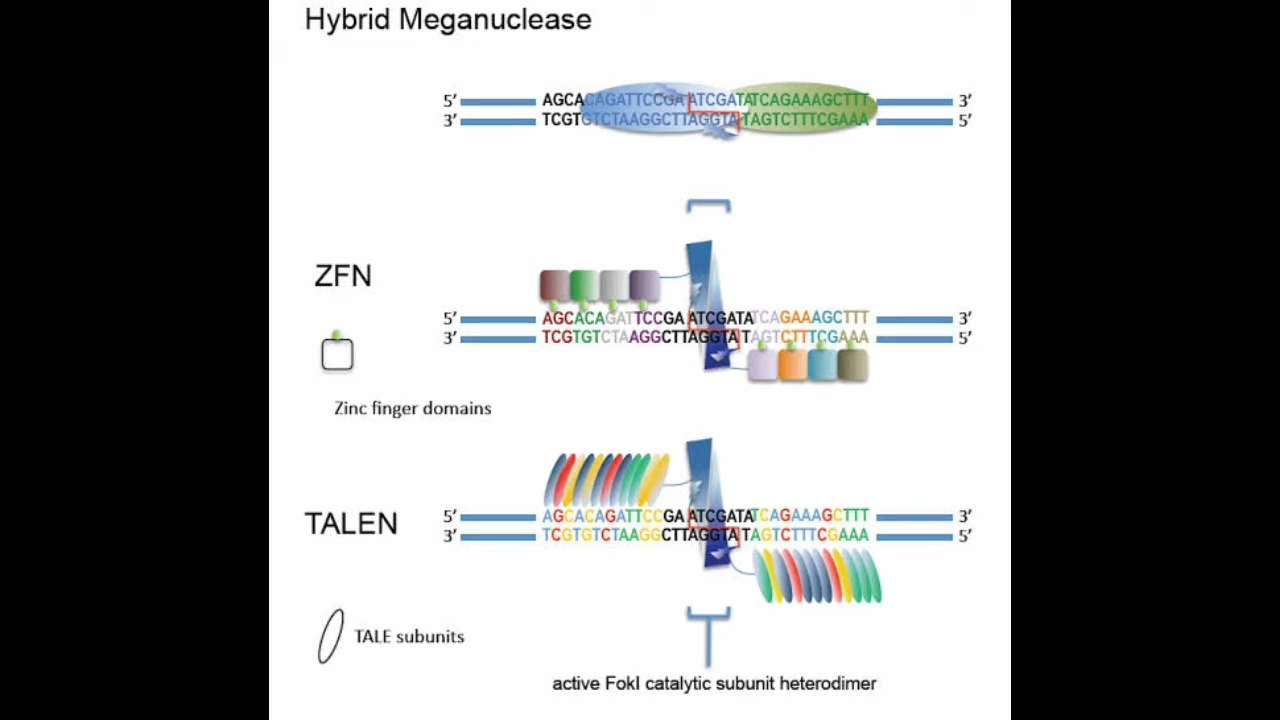 Hybrid Meganuclease
5’ AGCACAGATTCCGAATCGATATCAGAAAGCTTT 3’
3’ TCGTGTCTAAGGCTTAGGTATAGTCTTTCGAAA 5’
ZFN
5’ AGCACAGATTCCGAATCGATATCAGAAAGCTTT 3’
3’ TCGTGTCTAAGGCTTAGGTATAGTCTTTCGAAA 5’
Zinc finger domains
TALEN
5’ AGCACAGATTCCGAATCGATATCAGAAAGCTTT 3’
3’ TCGTGTCTAAGGCTTAGGTATAGTCTTTCGAAA 5’
TALE subunits
active FokI catalytic subunit heterodimer